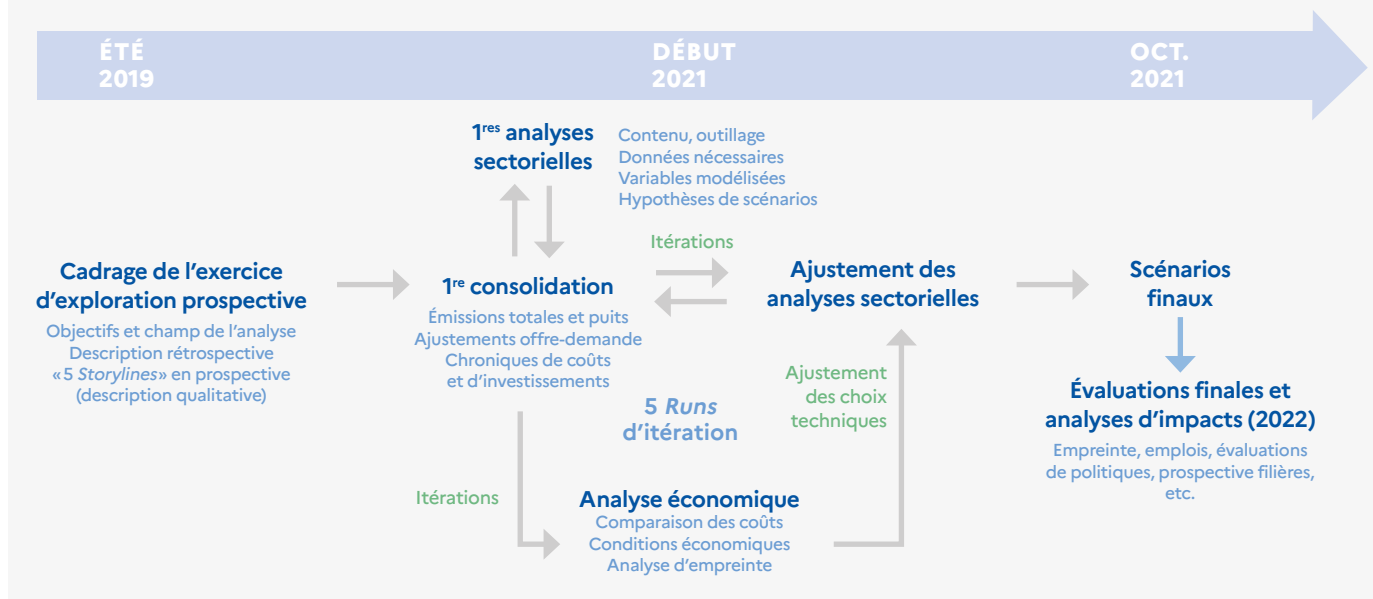 ÉTÉ
2019
DÉBUT
2021
OCT.
2021
1res analyses
sectorielles
Contenu, outillage
Données nécessaires
Variables modélisées
Hypothèses de scénarios
Cadrage de l'exercice
d'exploration prospective
Objectifs et champ de l'analyse
Description rétrospective
«5 Storylines» en prospective
(description qualitative)
1re consolidation
Émissions totales et puits
Ajustements offre-demande
Chroniques de coûts
et d'investissements
Itérations
Ajustement des
analyses sectorielles
Scénarios
finaux
Ajustement
des choix
techniques
5 Runs
d'itération
Évaluations finales et
analyses d'impacts (2022)
Empreinte, emplois, évaluations
de politiques, prospective filières,
etc.
Itérations
Analyse économique
Comparaison des coûts
Conditions économiques
Analyse d'empreinte